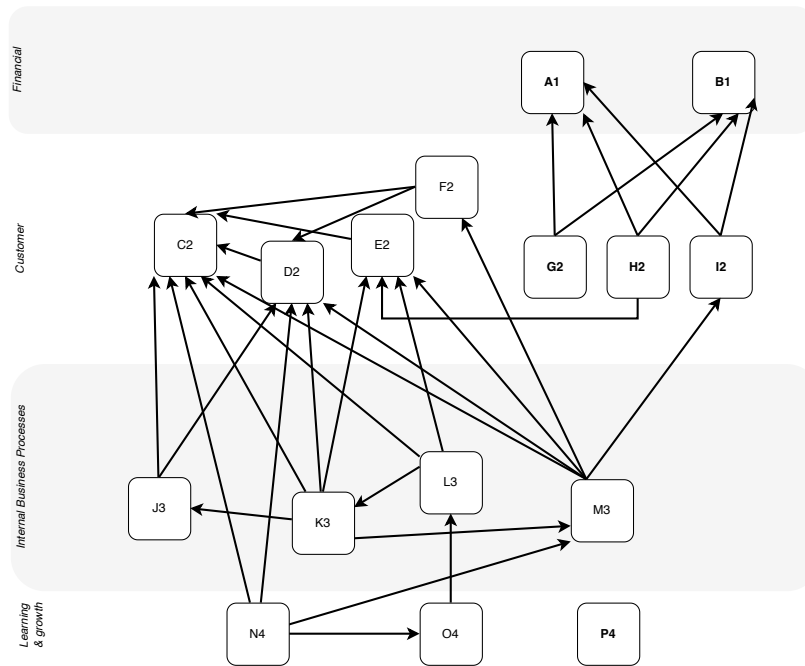 Financial
A1
B1
Customer
F2
C2
D2
E2
G2
H2
I2
Internal Business Processes
J3
K3
L3
M3
Learning
& growth
N4
O4
P4